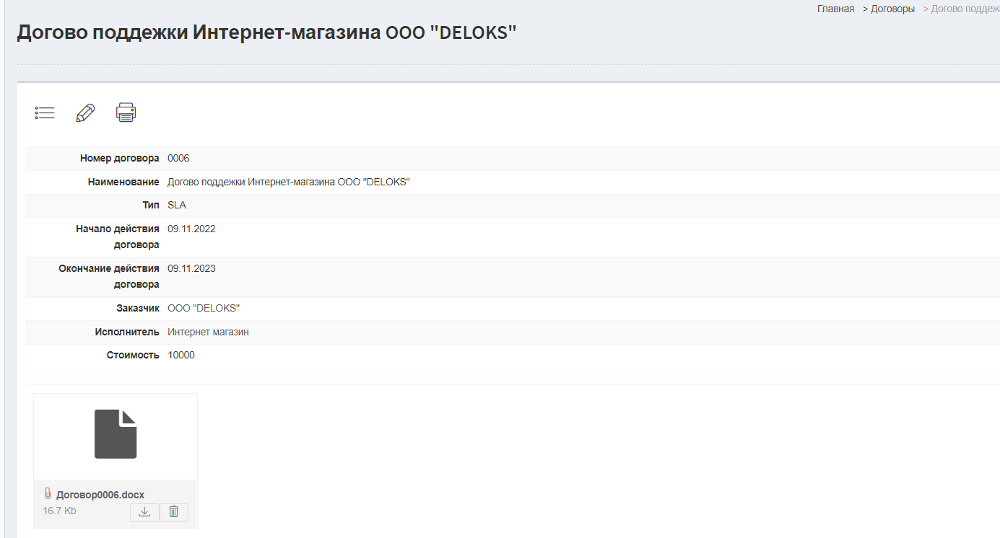 Главная > Договоры > Догово поддеж
Догово поддежки Интернет-магазина ООО "DELOKS"
Номер договора 0006
Наименование Догово поддежки Интернет-магазина ООО "DELOKS"
Тип SLA
Начало действия 09.11.2022
договора
Окончание действия 09.11.2023
договора
Заказчик ООО "DELOKS"
Исполнитель Интернет магазин
Стоимость 10000
Договор0006.docx
16.7 Kb